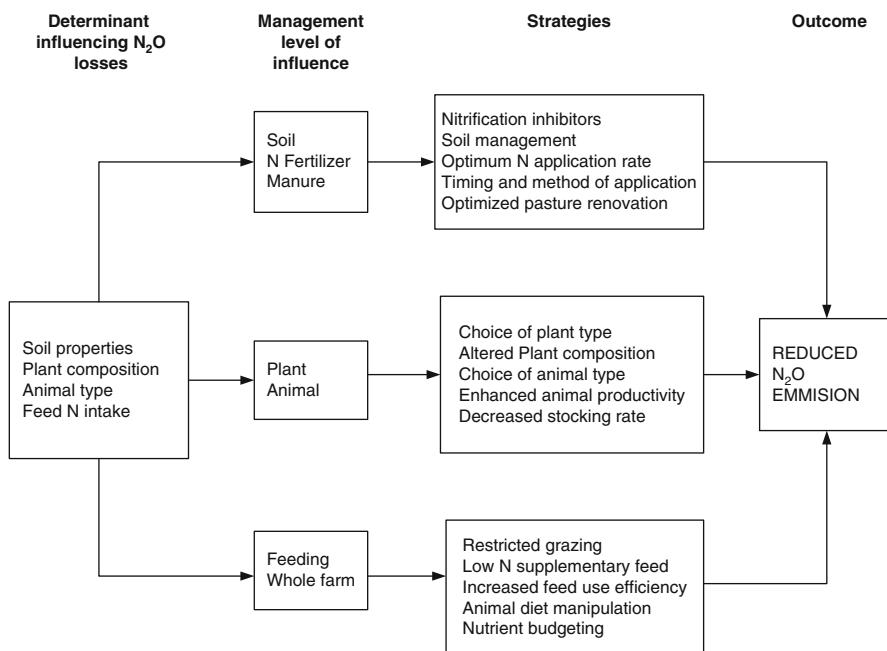 Determinant
influencing N₂O
losses
Management
level of
influence
Strategies
Outcome
Soil
N Fertilizer
Manure
Nitrification inhibitors
Soil management
Optimum N application rate
Timing and method of application
Optimized pasture renovation
Soil properties
Plant composition
Animal type
Feed N intake
Plant
Animal
Choice of plant type
Altered Plant composition
Choice of animal type
Enhanced animal productivity
Decreased stocking rate
REDUCED
N₂O
EMMISION
Feeding
Whole farm
Restricted grazing
Low N supplementary feed
Increased feed use efficiency
Animal diet manipulation
Nutrient budgeting